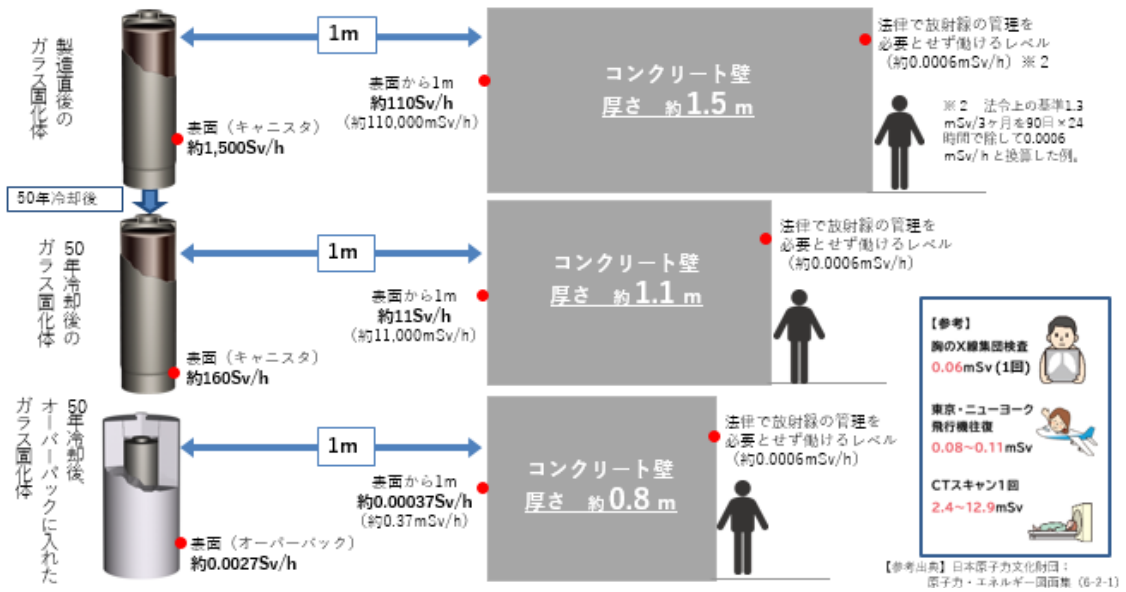 製造直後の
ガラス固化体
1m
表面から1m
約110Sv/h
(約110,000mSv/h)
表面（キャニスタ）
約1,500Sv/h
コンクリート壁
厚さ 約1.5 m
法律で放射線の管理を
必要とせず働けるレベル
（約0.0006mSv/h）※2
※2 法令上の基準1.3
mSv/3ヶ月を90日×24
時間で除して0.0006
mSv/hと換算した例。
50年冷却後
50年冷却後の
ガラス固化体
1m
表面から1m
約11Sv/h
(約11,000mSv/h)
表面（キャニスタ）
約160Sv/h
コンクリート壁
厚さ 約1.1 m
法律で放射線の管理を
必要とせず働けるレベル
（約0.0006mSv/h）
50年冷却後、
オーバーパックに入れた
ガラス固化体
1m
表面から1m
約0.00037Sv/h
(約0.37mSv/h)
表面（オーバーパック）
約0.0027Sv/h
コンクリート壁
厚さ 約0.8 m
法律で放射線の管理を
必要とせず働けるレベル
（約0.0006mSv/h）
【参考】
胸のX線集団検査
0.06mSv (1回)
東京・ニューヨーク
飛行機往復
0.08～0.11mSv
CTスキャン1回
2.4～12.9mSv
【参考出典】日本原子力文化財団：
原子力・エネルギー図面集（6-2-1）